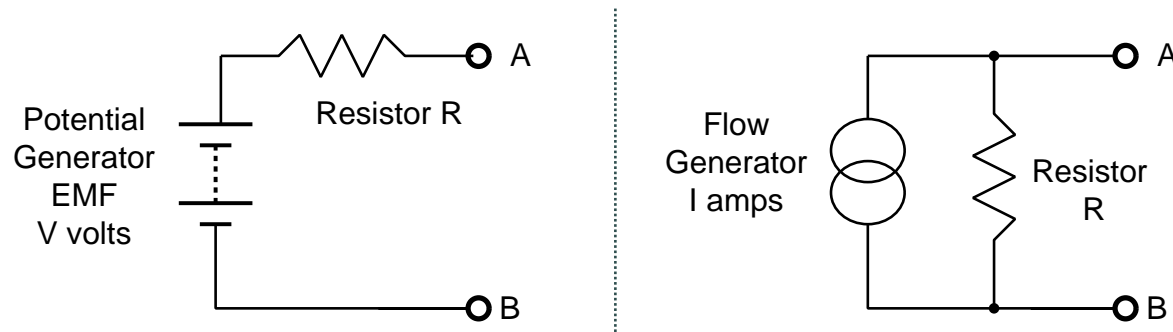 A
Resistor R
Potential
Generator
EMF
V volts
B
A
Flow
Generator
I amps
Resistor
R
B